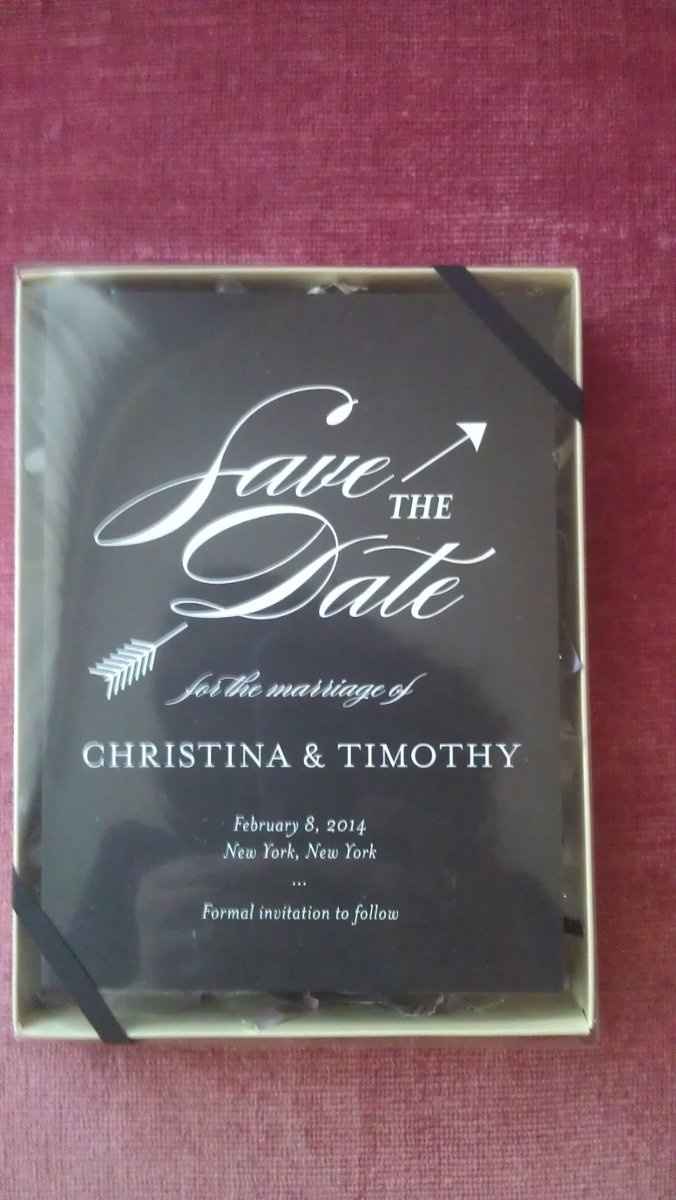 Save
THE
Date
for the marriage of
CHRISTINA & TIMOTHY
February 8, 2014
New York, New York
...
Formal invitation to follow